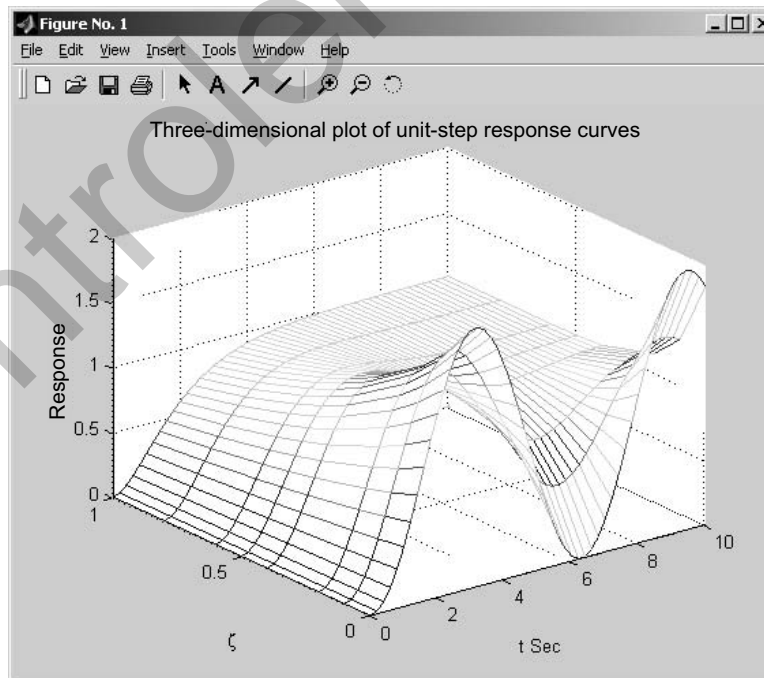 Figure No. 1
File Edit View Insert Tools Window Help
A
Three-dimensional plot of unit-step response curves
2
1.5
1
0.5
0
Response
1
0.5
0
ζ
0
2
4
6
8
10
t Sec